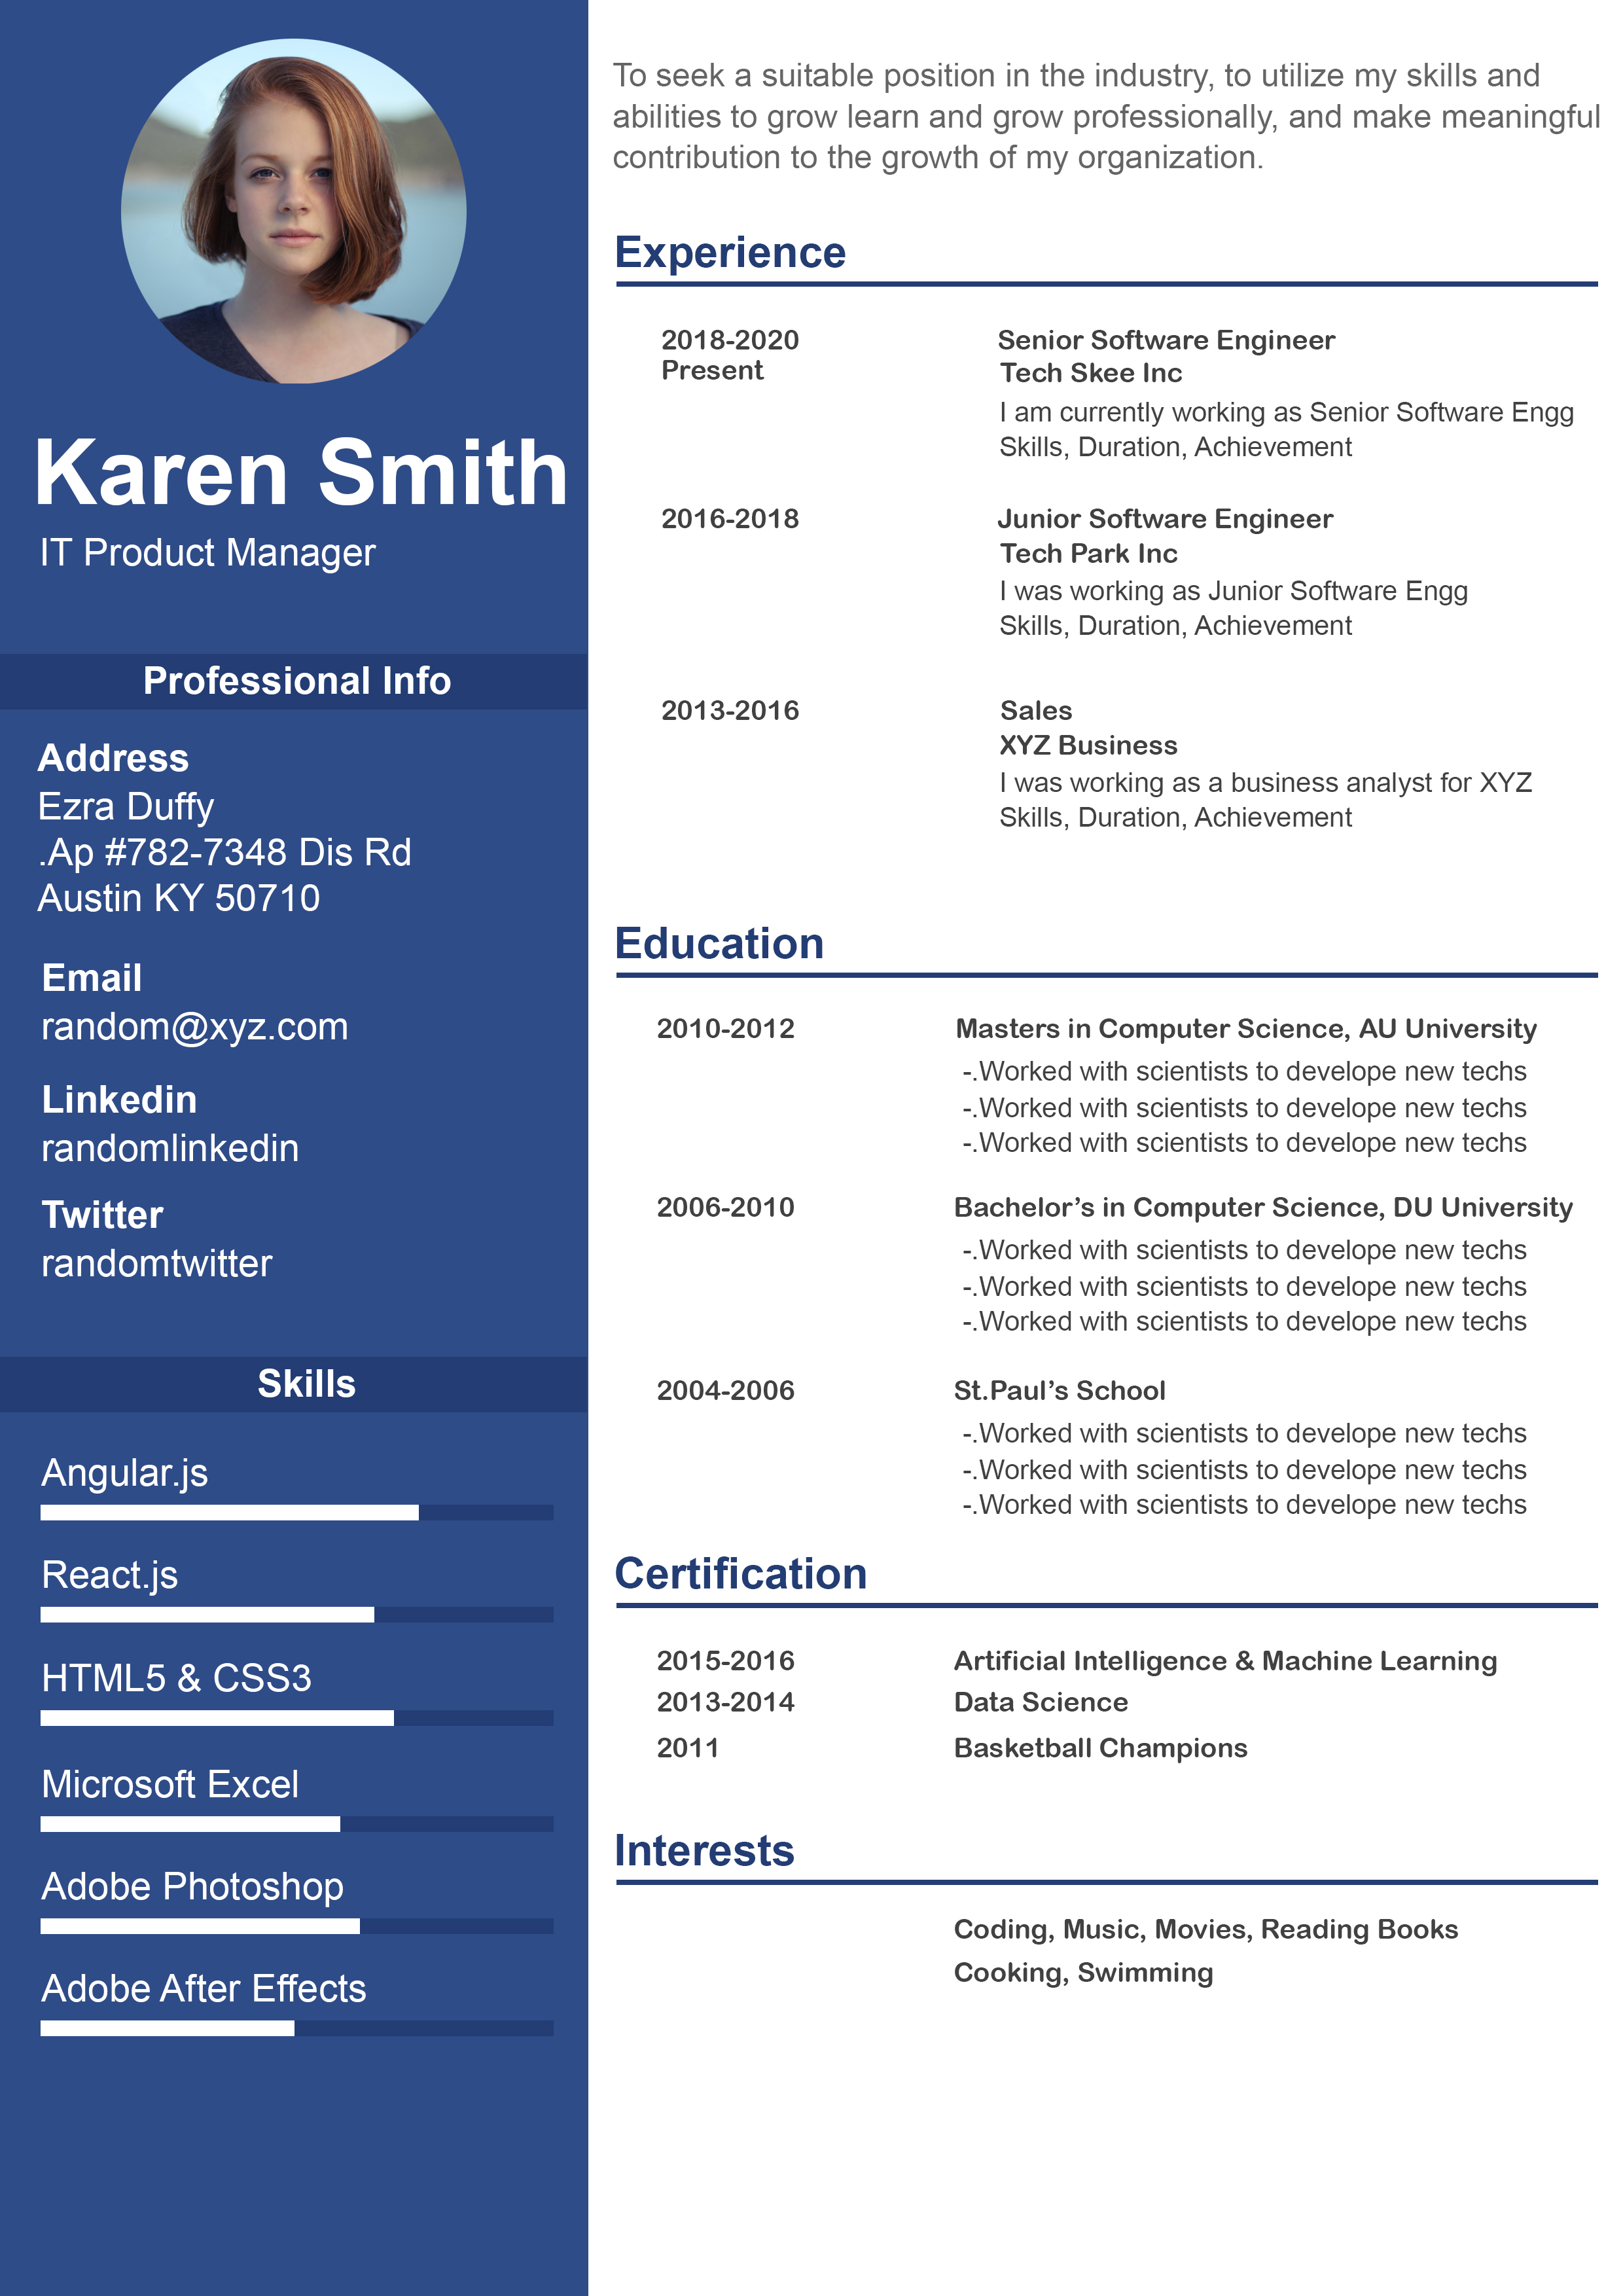 Karen Smith
IT Product Manager
Professional Info
Address
Ezra Duffy
.Ap #782-7348 Dis Rd
Austin KY 50710
Email
random@xyz.com
Linkedin
randomlinkedin
Twitter
randomtwitter
Skills
Angular.js
React.js
HTML5 & CSS3
Microsoft Excel
Adobe Photoshop
Adobe After Effects
To seek a suitable position in the industry, to utilize my skills and
abilities to grow learn and grow professionally, and make meaningful
contribution to the growth of my organization.
Experience
2018-2020 Senior Software Engineer
Present Tech Skee Inc
I am currently working as Senior Software Engg
Skills, Duration, Achievement
2016-2018 Junior Software Engineer
Tech Park Inc
I was working as Junior Software Engg
Skills, Duration, Achievement
2013-2016 Sales
XYZ Business
I was working as a business analyst for XYZ
Skills, Duration, Achievement
Education
2010-2012 Masters in Computer Science, AU University
-.Worked with scientists to develope new techs
-.Worked with scientists to develope new techs
-.Worked with scientists to develope new techs
2006-2010 Bachelor’s in Computer Science, DU University
-.Worked with scientists to develope new techs
-.Worked with scientists to develope new techs
-.Worked with scientists to develope new techs
2004-2006 St.Paul’s School
-.Worked with scientists to develope new techs
-.Worked with scientists to develope new techs
-.Worked with scientists to develope new techs
Certification
2015-2016 Artificial Intelligence & Machine Learning
2013-2014 Data Science
2011 Basketball Champions
Interests
Coding, Music, Movies, Reading Books
Cooking, Swimming